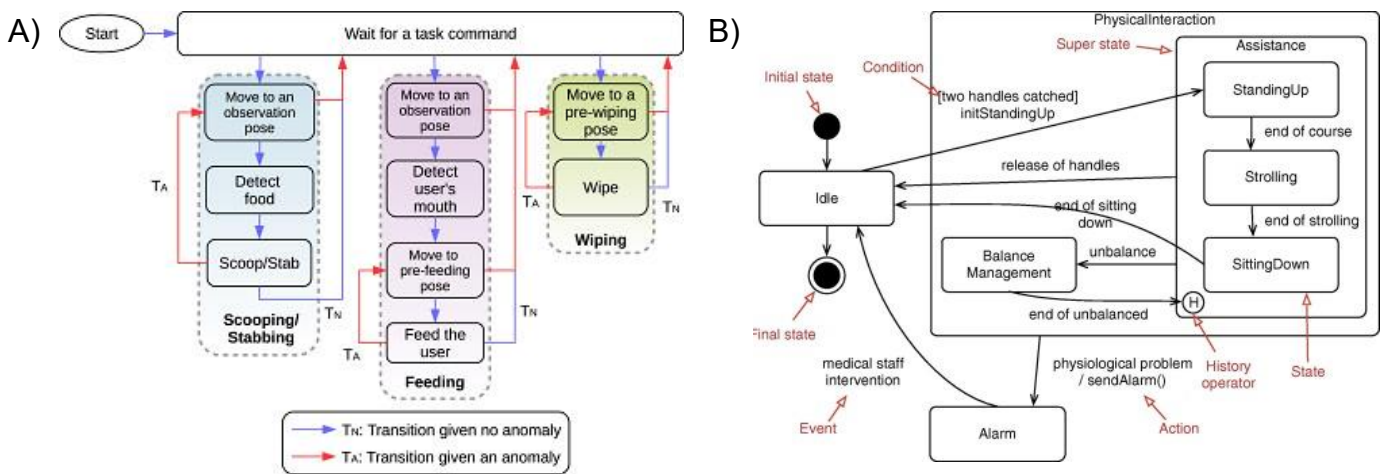 A)
Start
Wait for a task command
Move to an
observation
pose
Detect
food
Scoop/Stab
TA
TN
Scooping/
Stabbing
Move to an
observation
pose
Detect
user's
mouth
Move to
pre-feeding
pose
Feed the
user
TA
TN
Feeding
Move to a
pre-wiping
pose
Wipe
TA
TN
Wiping
TN: Transition given no anomaly
TA: Transition given an anomaly
B)
PhysicalInteraction
Super state
Assistance
Initial state
Condition
[two handles catched]
initStandingUp
StandingUp
end of course
release of handles
Strolling
Idle
end of sitting
down
end of strolling
unbalance
Balance
Management
SittingDown
H
end of unbalanced
Final state
medical staff
intervention
physiological problem
/ sendAlarm()
History
operator
State
Event
Action
Alarm